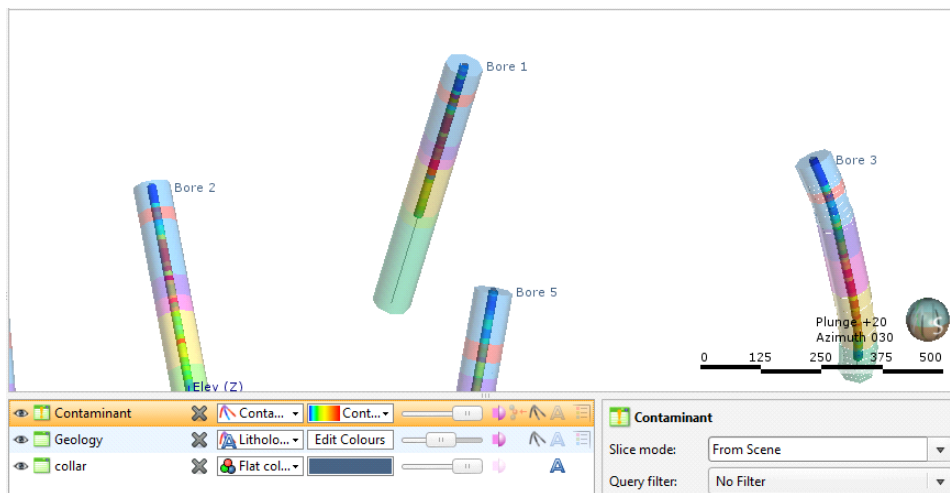 Bore 1
Bore 2
Bore 3
Bore 5
Plunge +20
Azimuth 030
0 125 250 375 500
Elev (Z)
Contaminant Conta... Cont...
Geology Litholo... Edit Colours
collar Flat col...
Contaminant
Slice mode: From Scene
Query filter: No Filter